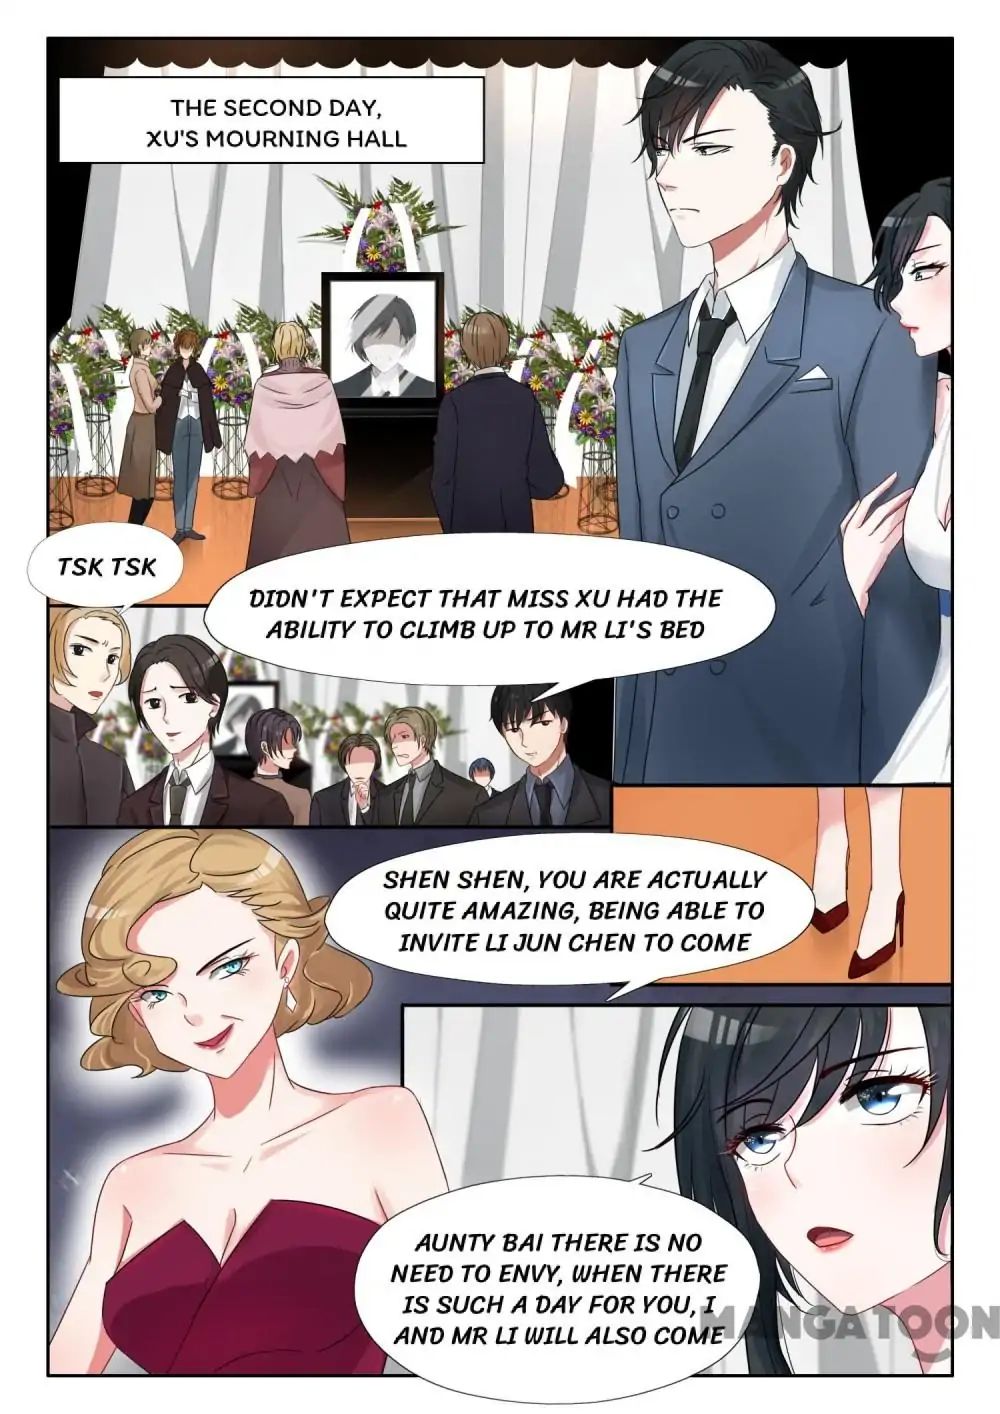 THE SECOND DAY,
XU'S MOURNING HALL
TSK TSK
DIDN'T EXPECT THAT MISS XU HAD THE
ABILITY TO CLIMB UP TO MR LI'S BED
SHEN SHEN, YOU ARE ACTUALLY
QUITE AMAZING, BEING ABLE TO
INVITE LI JUN CHEN TO COME
AUNTY BAI THERE IS NO
NEED TO ENVY, WHEN THERE
IS SUCH A DAY FOR YOU, I
AND MR LI WILL ALSO COME
MANGATOON